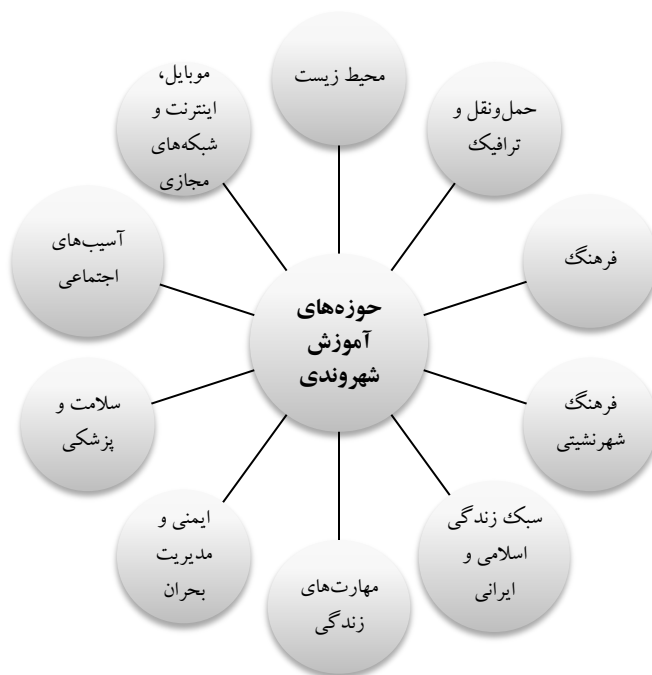 حوزه‌های
آموزش
شهروندی
محیط زیست
حمل‌ونقل و
ترافیک
فرهنگ
فرهنگ
شهرنشیتی
سبک زندگی
اسلامی و
ایرانی
مهارت‌های
زندگی
ایمنی و
مدیریت
بحران
سلامت و
پزشکی
آسیب‌های
اجتماعی
موبایل،
اینترنت و
شبکه‌های
مجازی